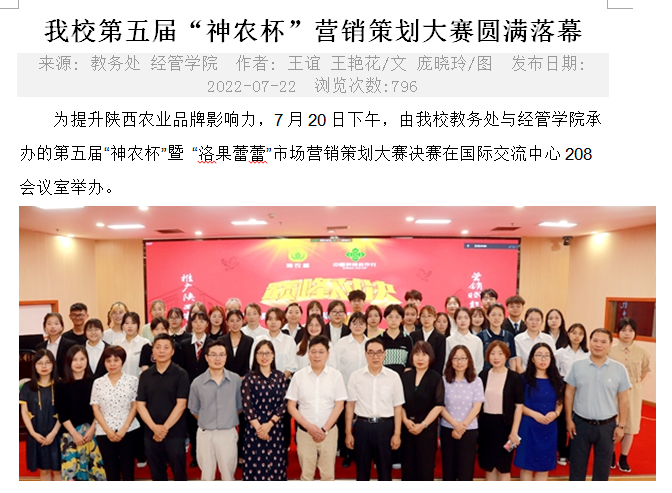 我校第五届“神农杯”营销策划大赛圆满落幕
来源: 教务处 经管学院 作者: 王谊 王艳花/文 庞晓玲/图 发布日期:
2022-07-22 浏览次数:796
为提升陕西农业品牌影响力，7月20日下午，由我校教务处与经管学院承
办的第五届“神农杯”暨 “洛果蕾蕾”市场营销策划大赛决赛在国际交流中心208
会议室举办。